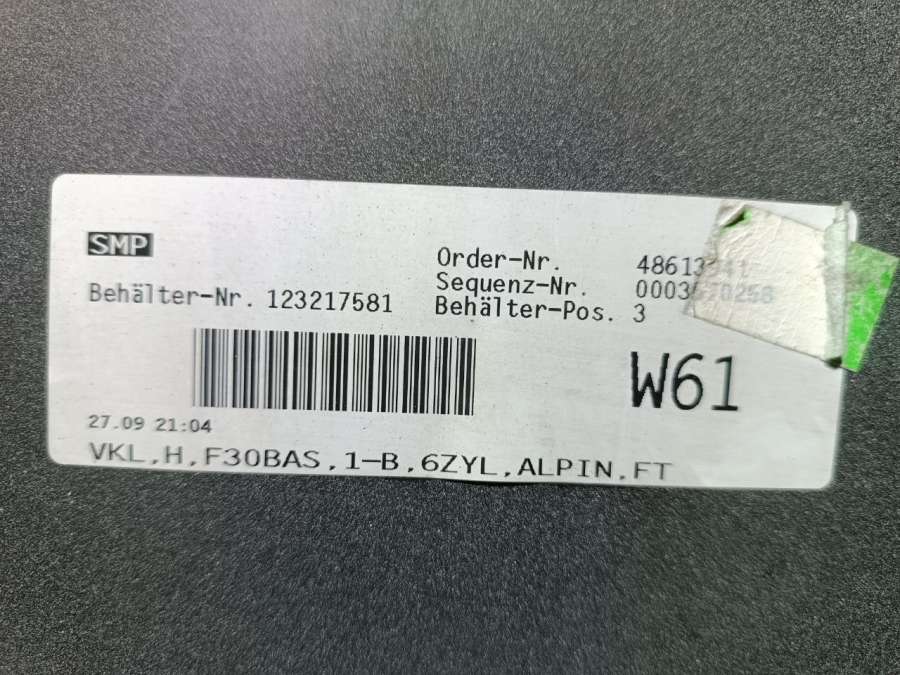 SMP
Order-Nr.
Sequenz-Nr.
Behälter-Nr. 123217581
Behälter-Pos. 3
W61
27.09 21:04
VKL,H,F30BAS,1-B,6ZYL,ALPIN,FT